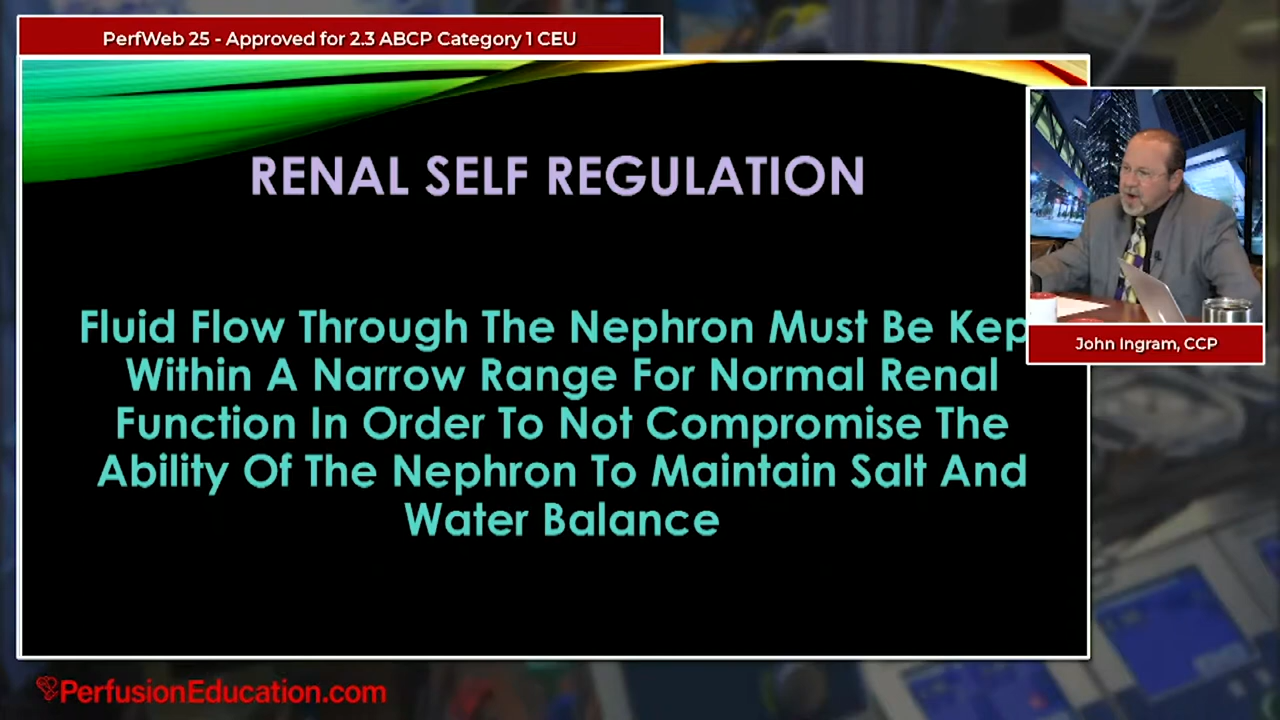 PerfWeb 25 - Approved for 2.3 ABCP Category 1 CEU
RENAL SELF REGULATION
Fluid Flow Through The Nephron Must Be Kep
Within A Narrow Range For Normal Renal
Function In Order To Not Compromise The
Ability Of The Nephron To Maintain Salt And
Water Balance
John Ingram, CCP
PerfusionEducation.com